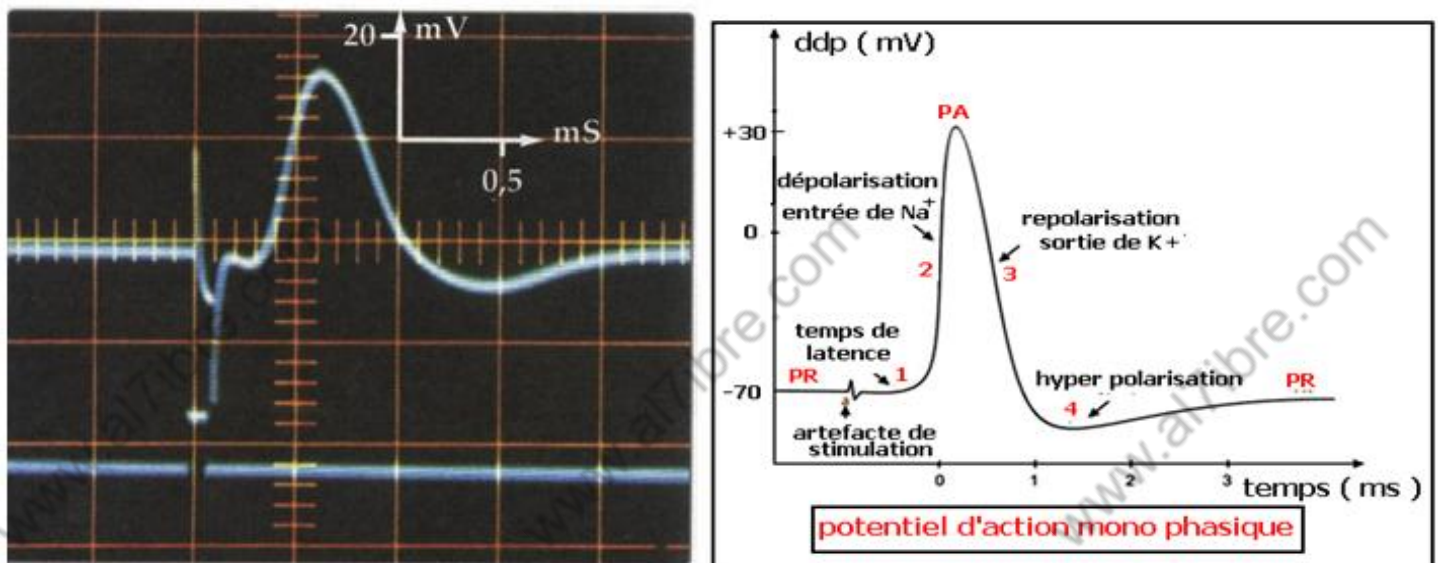 20
mV
mS
0,5
ddp ( mV)
PA
+30
dépolarisation
entrée de Na+
repolarisation
sortie de K+
0
2
3
temps de
latence
1
PR
hyper polarisation
PR
-70
4
artefacte de
stimulation
0
1
2
3
temps ( ms )
potentiel d'action mono phasique
www.al7ibre.com
www.al7ibre.com
www.al7ibre.com